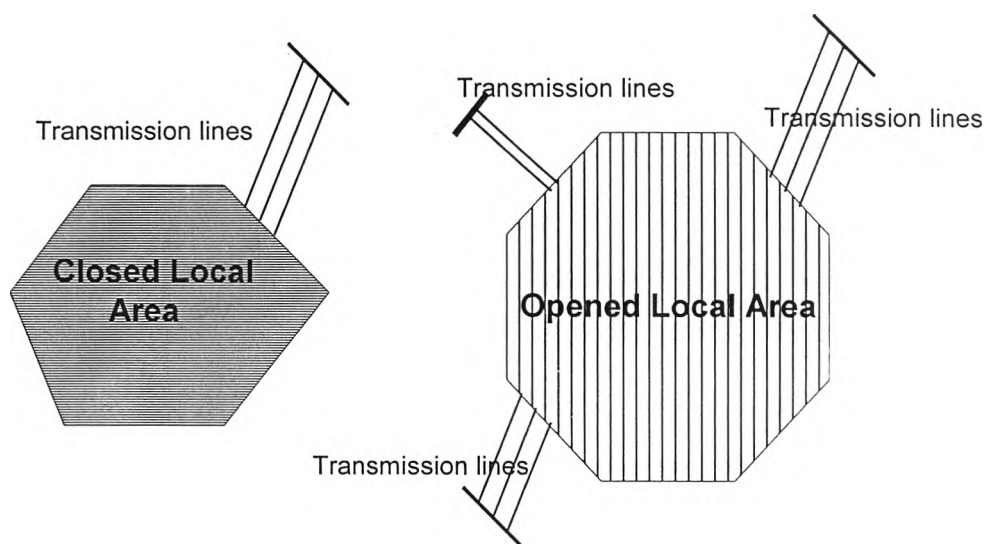 Transmission lines
Closed Local
Area
Transmission lines
Transmission lines
Opened Local Area
Transmission lines